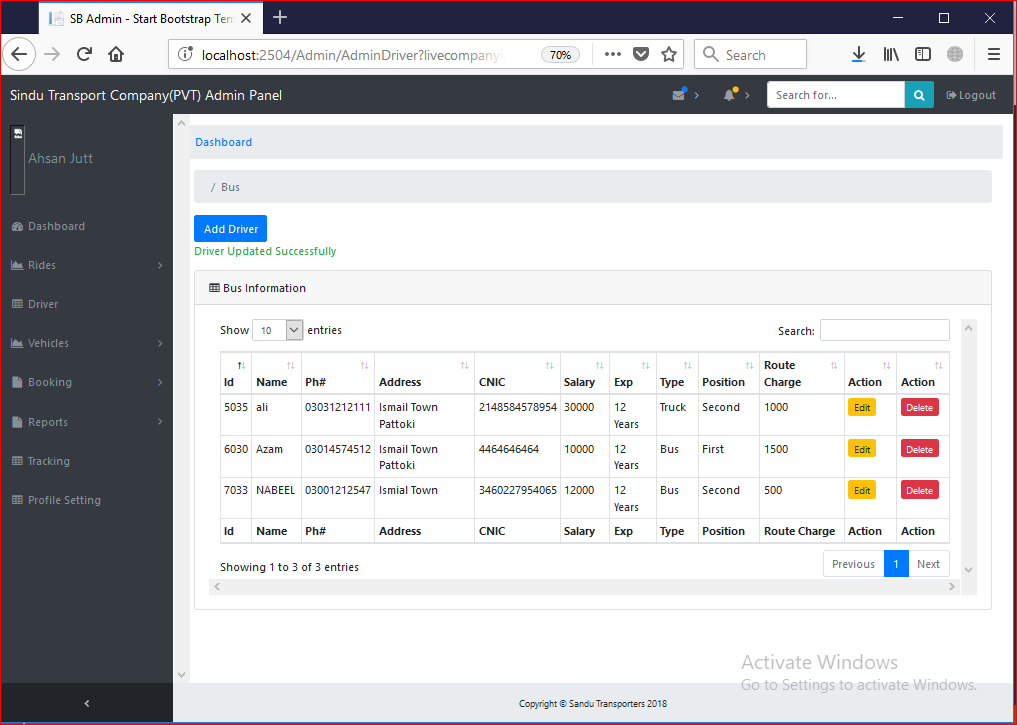 SB Admin - Start Bootstrap Tem
localhost:2504/Admin/AdminDriver?livecompany
70%
Search
Sindu Transport Company(PVT) Admin Panel
Search for...
Logout
Ahsan Jutt
Dashboard
Rides
Driver
Vehicles
Booking
Reports
Tracking
Profile Setting
Dashboard
/ Bus
Add Driver
Driver Updated Successfully
Bus Information
Show 10 entries
Search:
Id Name Ph# Address CNIC Salary Exp Type Position Route Charge Action Action
5035 ali 03031212111 Ismail Town Pattoki 2148584578954 30000 12 Years Truck Second 1000 Edit Delete
6030 Azam 03014574512 Ismail Town Pattoki 4464646464 10000 12 Years Bus First 1500 Edit Delete
7033 NABEEL 03001212547 Ismial Town 3460227954065 12000 12 Years Bus Second 500 Edit Delete
Id Name Ph# Address CNIC Salary Exp Type Position Route Charge Action Action
Showing 1 to 3 of 3 entries
Previous 1 Next
Activate Windows
Go to Settings to activate Windows.
Copyright © Sandu Transporters 2018